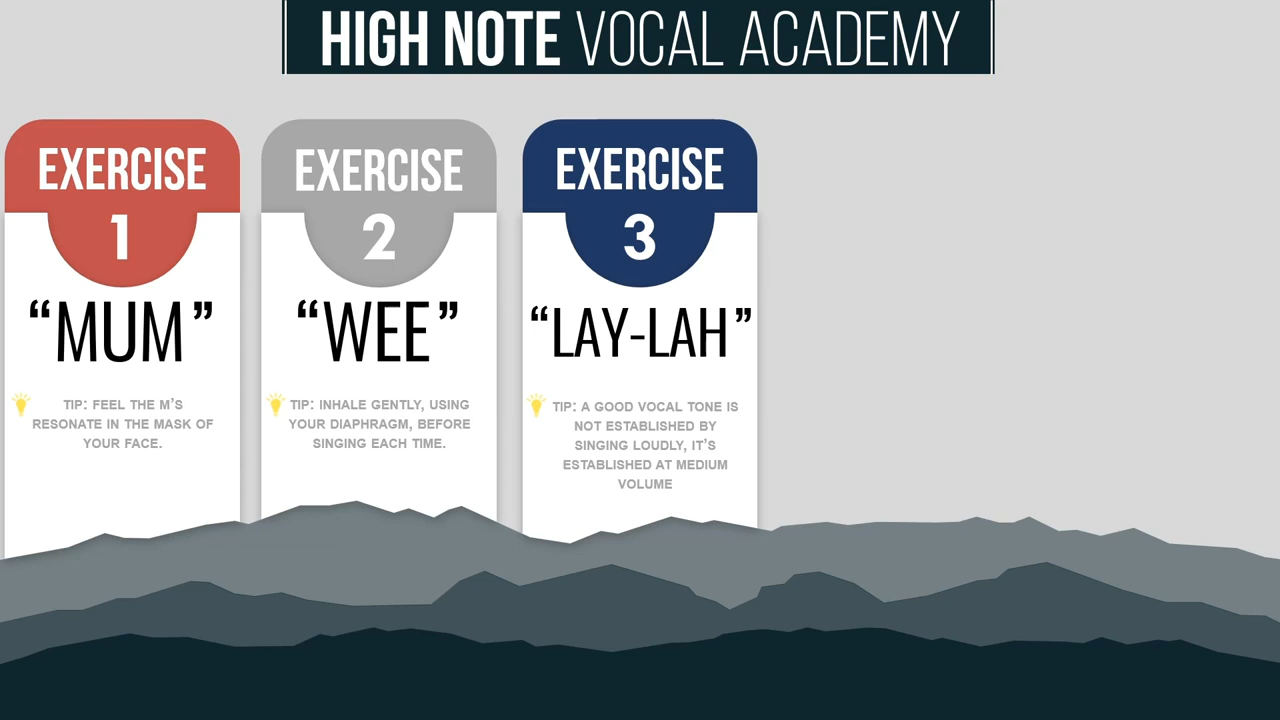 HIGH NOTE VOCAL ACADEMY
EXERCISE
1
“MUM”
TIP: FEEL THE M’S
RESONATE IN THE MASK OF
YOUR FACE.
EXERCISE
2
“WEE”
TIP: INHALE GENTLY, USING
YOUR DIAPHRAGM, BEFORE
SINGING EACH TIME.
EXERCISE
3
“LAY-LAH”
TIP: A GOOD VOCAL TONE IS
NOT ESTABLISHED BY
SINGING LOUDLY, IT’S
ESTABLISHED AT MEDIUM
VOLUME